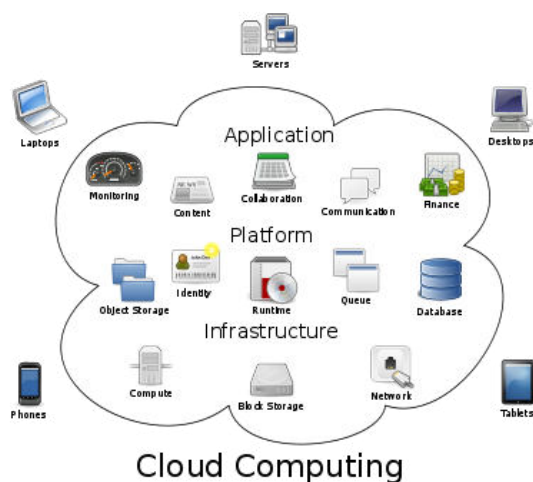 Servers
Laptops
Desktops
Application
Monitoring
NEWS
Content
Collaboration
Communication
Finance
Platform
Object Storage
Identity
Runtime
Queue
Database
Infrastructure
Phones
Compute
Block Storage
Network
Tablets
Cloud Computing